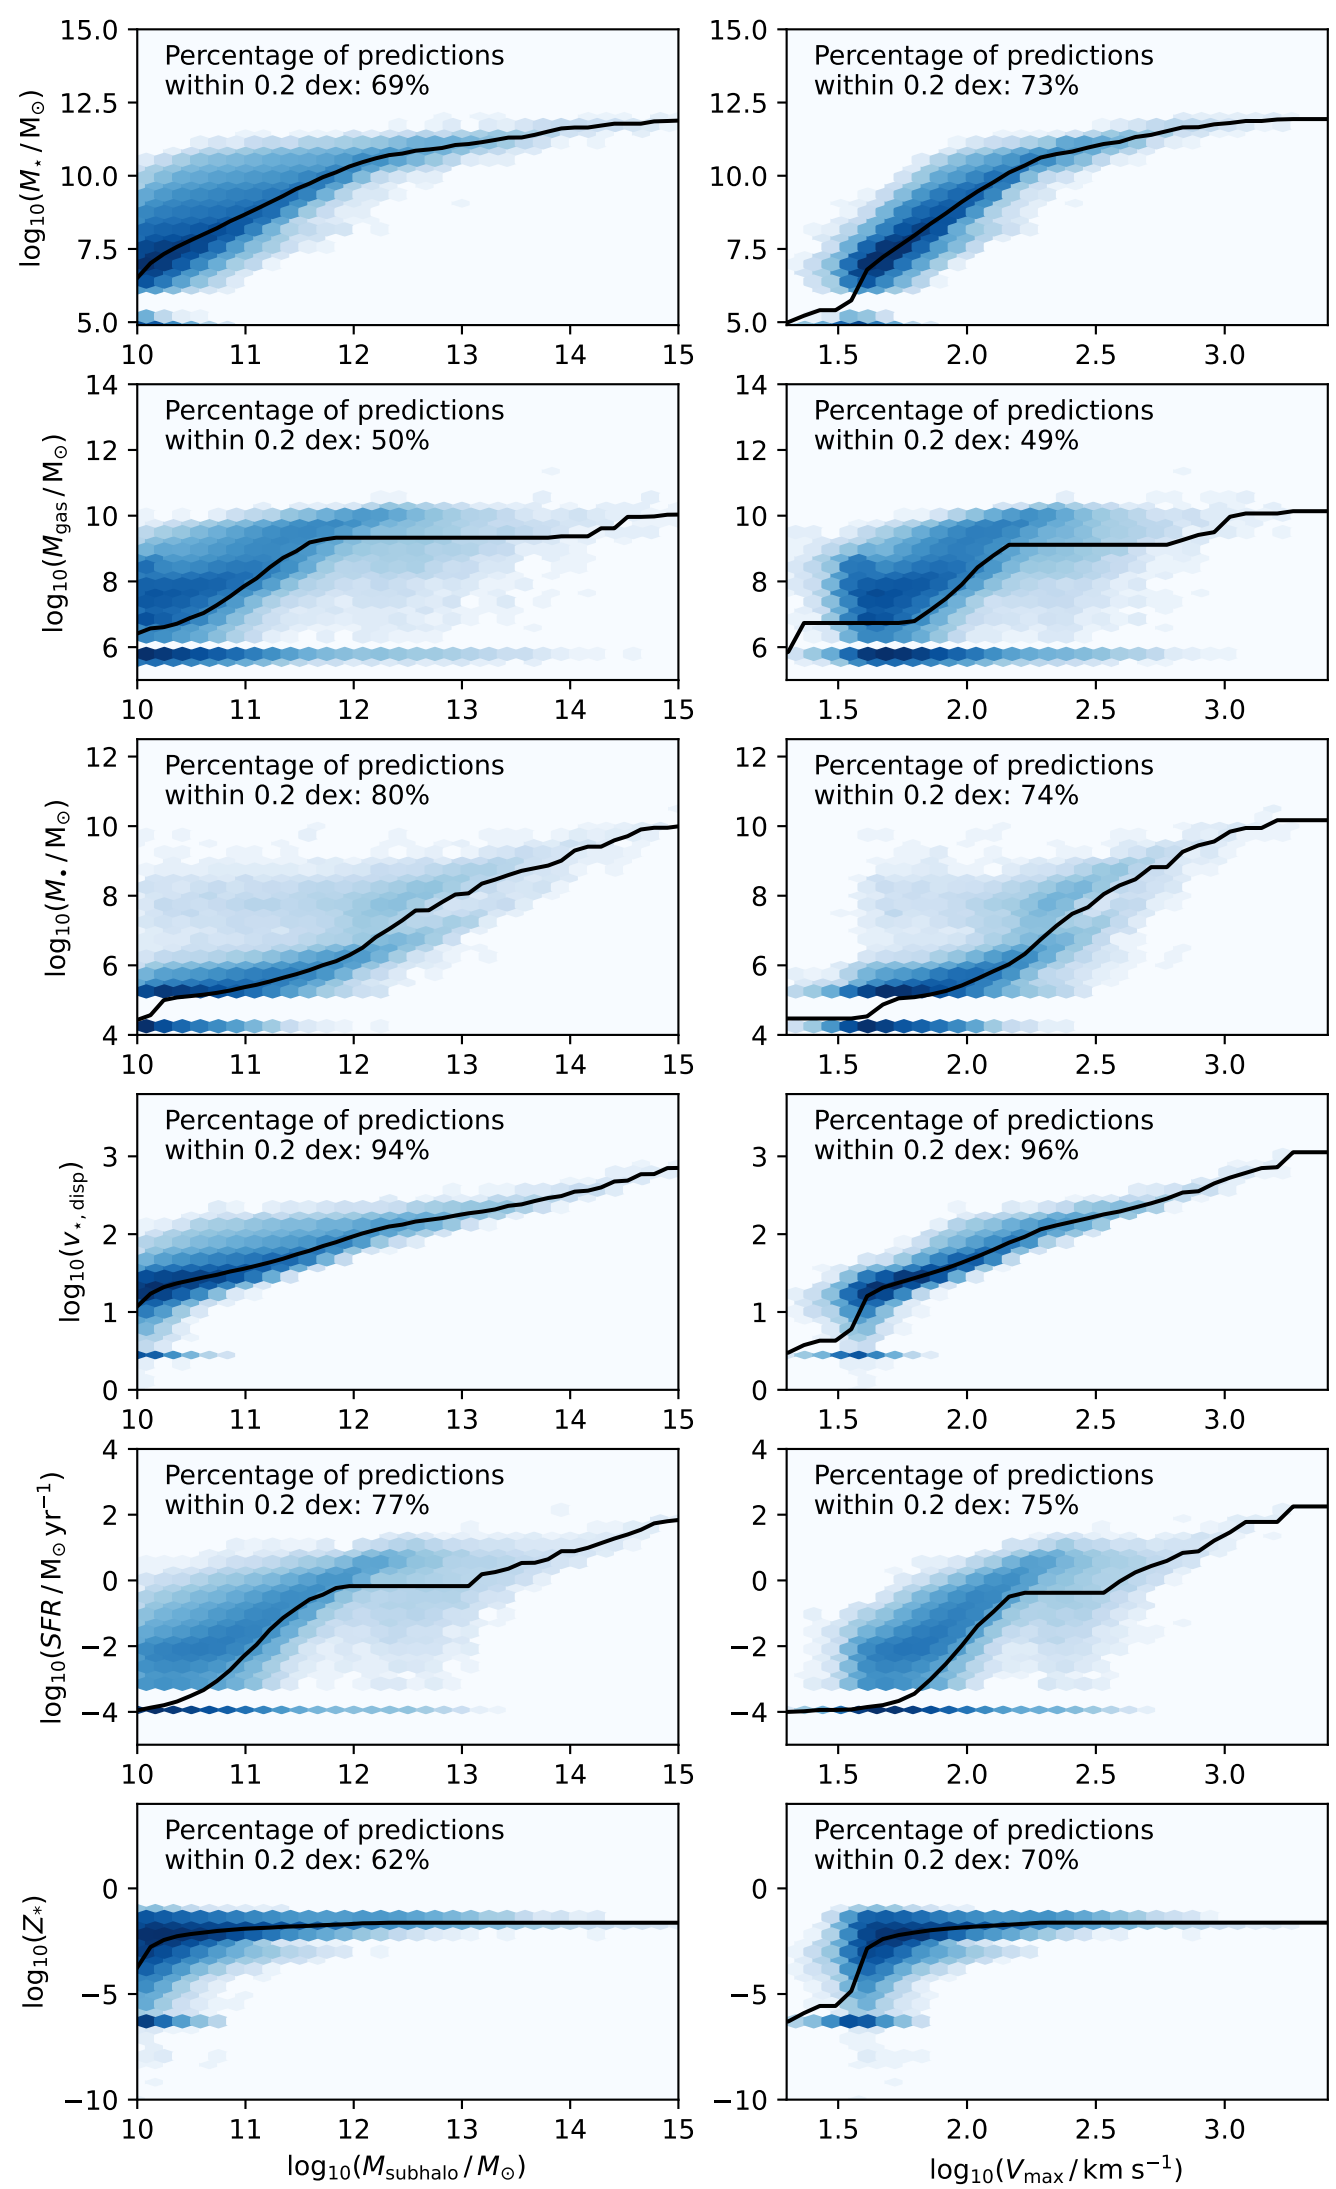 Percentage of predictions
within 0.2 dex: 69%
log10(M⋆ / M⊙)
15.0
12.5
10.0
7.5
5.0
10 11 12 13 14 15
Percentage of predictions
within 0.2 dex: 73%
15.0
12.5
10.0
7.5
5.0
1.5 2.0 2.5 3.0
Percentage of predictions
within 0.2 dex: 50%
log10(Mgas / M⊙)
14
12
10
8
6
10 11 12 13 14 15
Percentage of predictions
within 0.2 dex: 49%
14
12
10
8
6
1.5 2.0 2.5 3.0
Percentage of predictions
within 0.2 dex: 80%
log10(M• / M⊙)
12
10
8
6
4
10 11 12 13 14 15
Percentage of predictions
within 0.2 dex: 74%
12
10
8
6
4
1.5 2.0 2.5 3.0
Percentage of predictions
within 0.2 dex: 94%
log10(v⋆, disp)
3
2
1
0
10 11 12 13 14 15
Percentage of predictions
within 0.2 dex: 96%
3
2
1
0
1.5 2.0 2.5 3.0
Percentage of predictions
within 0.2 dex: 77%
log10(SFR / M⊙ yr−1)
4
2
0
−2
−4
10 11 12 13 14 15
Percentage of predictions
within 0.2 dex: 75%
4
2
0
−2
−4
1.5 2.0 2.5 3.0
Percentage of predictions
within 0.2 dex: 62%
log10(Z*)
0
−5
−10
10 11 12 13 14 15
log10(Msubhalo / M⊙)
Percentage of predictions
within 0.2 dex: 70%
0
−5
−10
1.5 2.0 2.5 3.0
log10(Vmax / km s−1)